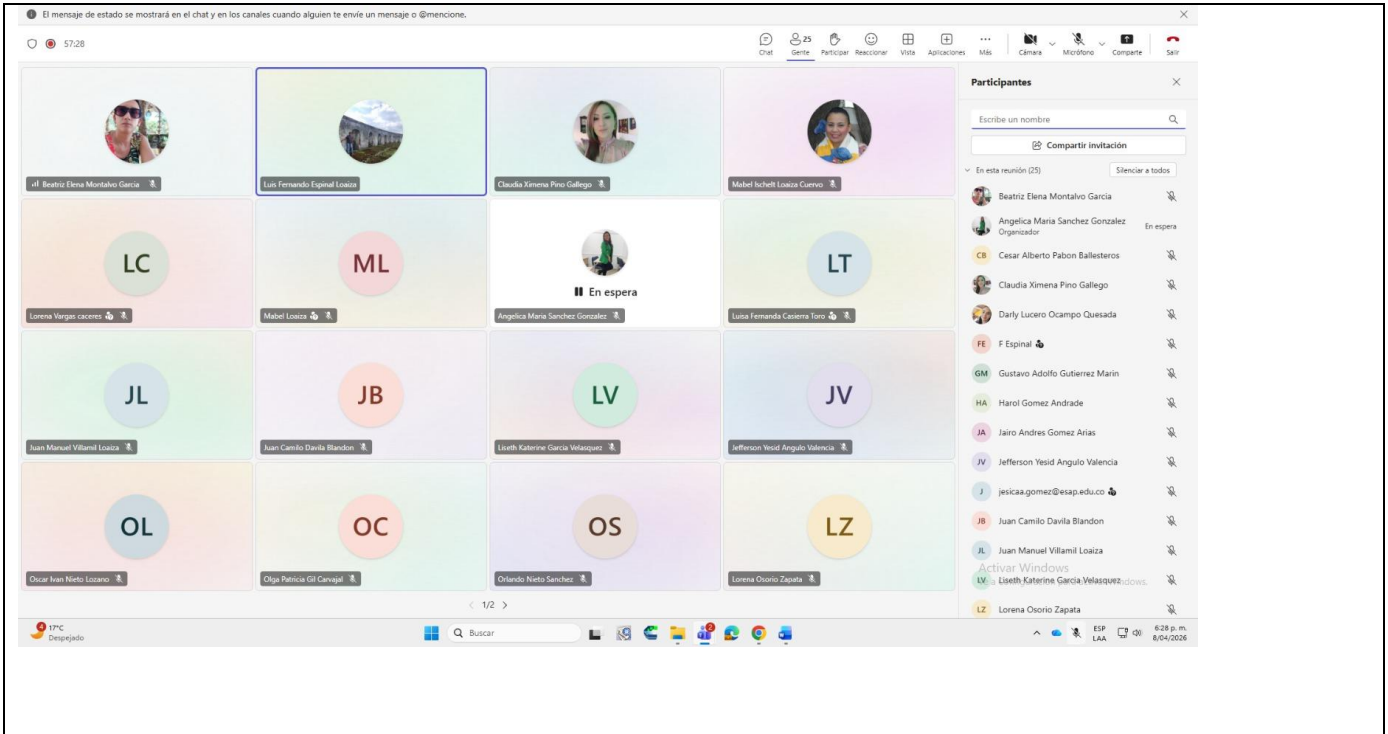 El mensaje de estado se mostrará en el chat y en los canales cuando alguien te envíe un mensaje o @mencione.
57:28
Chat
25
Gente
Participar
Reaccionar
Vista
Aplicaciones
Más
Cámara
Micrófono
Comparte
Salir
Beatriz Elena Montalvo Garcia
Luis Fernando Espinal Loaiza
Claudia Ximena Pino Gallego
Mabel Ischelt Loaiza Cuervo
LC
Lorena Vargas caceres
ML
Mabel Loaiza
En espera
Angelica Maria Sanchez Gonzalez
LT
Luisa Fernanda Casierra Toro
JL
Juan Manuel Villamil Loaiza
JB
Juan Camilo Davila Blandon
LV
Liseth Katerine Garcia Velasquez
JV
Jefferson Yesid Angulo Valencia
OL
Oscar Ivan Nieto Lozano
OC
Olga Patricia Gil Carvajal
OS
Orlando Nieto Sanchez
LZ
Lorena Osorio Zapata
1/2
Participantes
Escribe un nombre
Compartir invitación
En esta reunión (25)
Silenciar a todos
Beatriz Elena Montalvo Garcia
Angelica Maria Sanchez Gonzalez
Organizador
En espera
CB Cesar Alberto Pabon Ballesteros
Claudia Ximena Pino Gallego
Darly Lucero Ocampo Quesada
FE F Espinal
GM Gustavo Adolfo Gutierrez Marin
HA Harol Gomez Andrade
JA Jairo Andres Gomez Arias
JV Jefferson Yesid Angulo Valencia
J jesicaa.gomez@esap.edu.co
JB Juan Camilo Davila Blandon
JL Juan Manuel Villamil Loaiza
Activar Windows
LV Liseth Katerine Garcia Velasquez
LZ Lorena Osorio Zapata
4
17°C
Despejado
Buscar
ESP
LAA
6:28 p. m.
8/04/2026